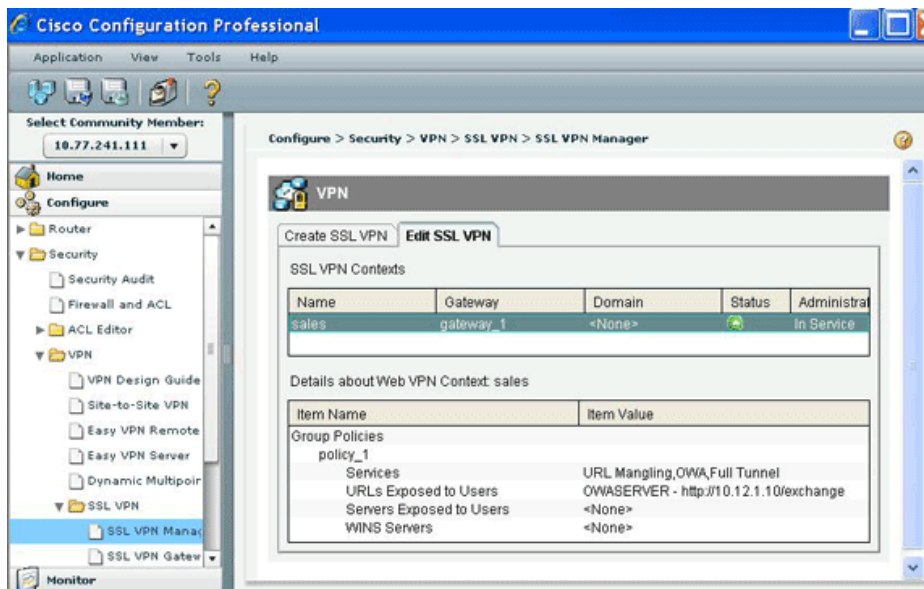 Cisco Configuration Professional
Application View Tools Help
Select Community Member:
10.77.241.111
Home
Configure
Router
Security
Security Audit
Firewall and ACL
ACL Editor
VPN
VPN Design Guide
Site-to-Site VPN
Easy VPN Remote
Easy VPN Server
Dynamic Multipoin
SSL VPN
SSL VPN Manag
SSL VPN Gatew
Monitor
Configure > Security > VPN > SSL VPN > SSL VPN Manager
VPN
Create SSL VPN Edit SSL VPN
SSL VPN Contexts
Name Gateway Domain Status Administrat
sales gateway_1 <None> In Service
Details about Web VPN Context: sales
Item Name Item Value
Group Policies
policy_1
Services URL Mangling,OWA,Full Tunnel
URLs Exposed to Users OWASERVER - http://10.12.1.10/exchange
Servers Exposed to Users <None>
WINS Servers <None>